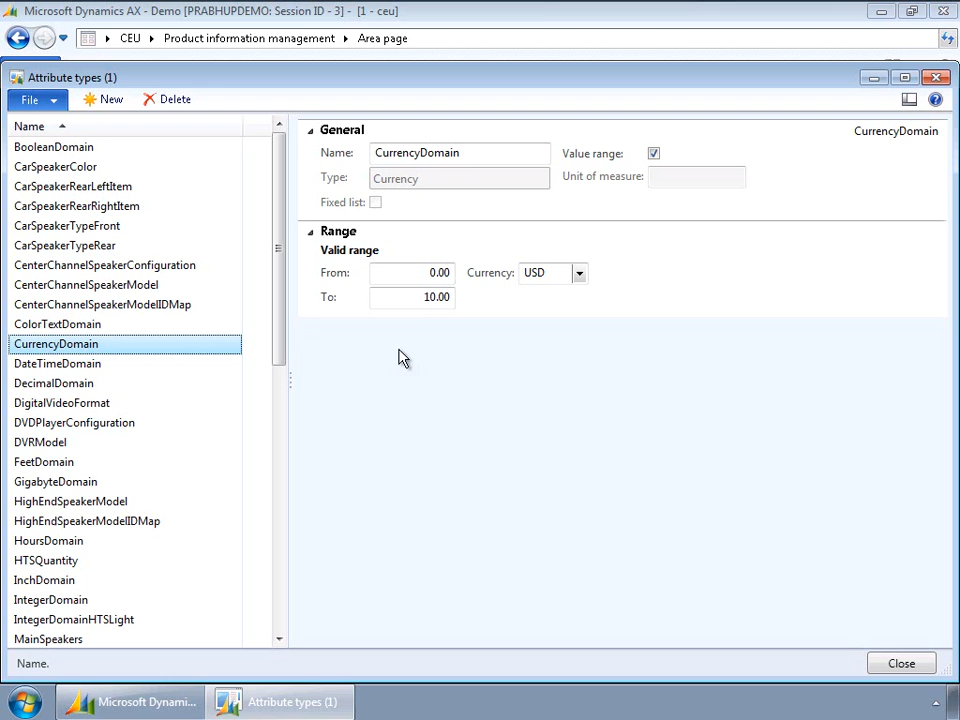 Microsoft Dynamics AX - Demo [PRABHUPDEMO: Session ID - 3] - [1 - ceu]
CEU Product information management Area page
Attribute types (1)
File New Delete
Name
BooleanDomain
CarSpeakerColor
CarSpeakerRearLeftItem
CarSpeakerRearRightItem
CarSpeakerTypeFront
CarSpeakerTypeRear
CenterChannelSpeakerConfiguration
CenterChannelSpeakerModel
CenterChannelSpeakerModelIDMap
ColorTextDomain
CurrencyDomain
DateTimeDomain
DecimalDomain
DigitalVideoFormat
DVDPlayerConfiguration
DVRModel
FeetDomain
GigabyteDomain
HighEndSpeakerModel
HighEndSpeakerModelIDMap
HoursDomain
HTSQuantity
InchDomain
IntegerDomain
IntegerDomainHTSLight
MainSpeakers
General CurrencyDomain
Name: CurrencyDomain Value range:
Type: Currency Unit of measure:
Fixed list:
Range
Valid range
From: 0.00 Currency: USD
To: 10.00
Name. Close
Microsoft Dynami... Attribute types (1)